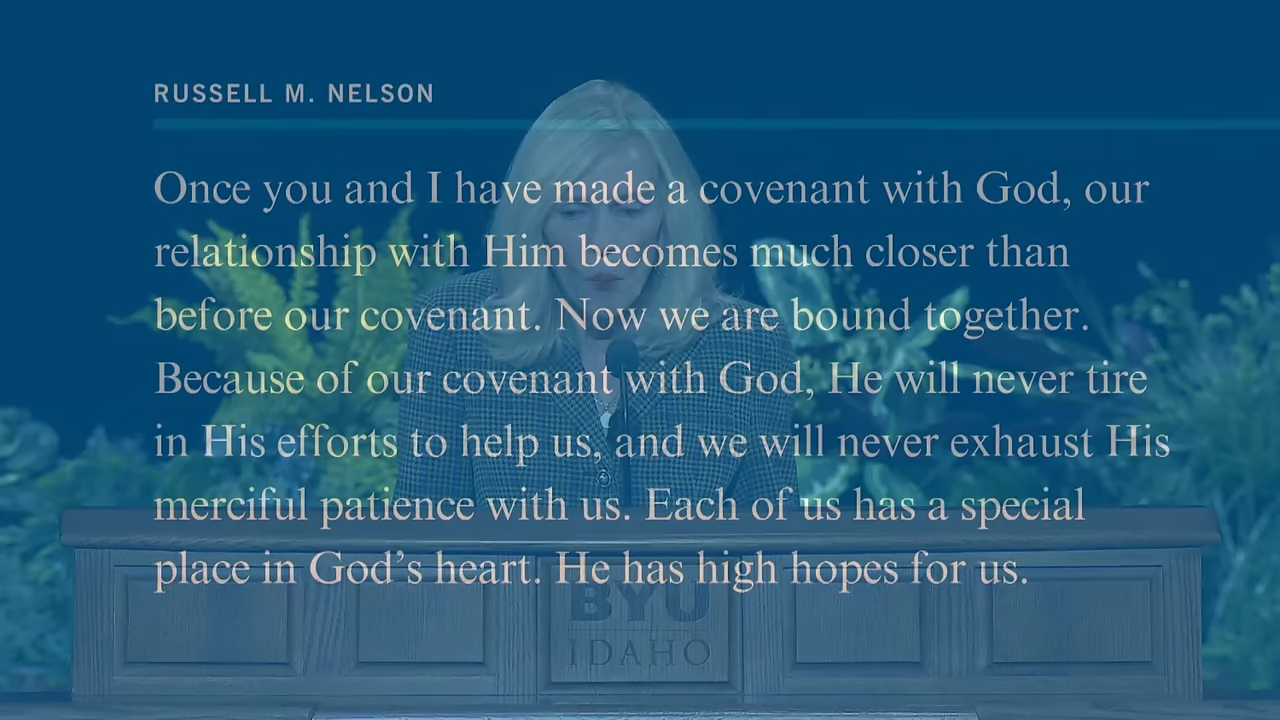 RUSSELL M. NELSON
Once you and I have made a covenant with God, our
relationship with Him becomes much closer than
before our covenant. Now we are bound together.
Because of our covenant with God, He will never tire
in His efforts to help us, and we will never exhaust His
merciful patience with us. Each of us has a special
place in God’s heart. He has high hopes for us.
BYU
IDAHO